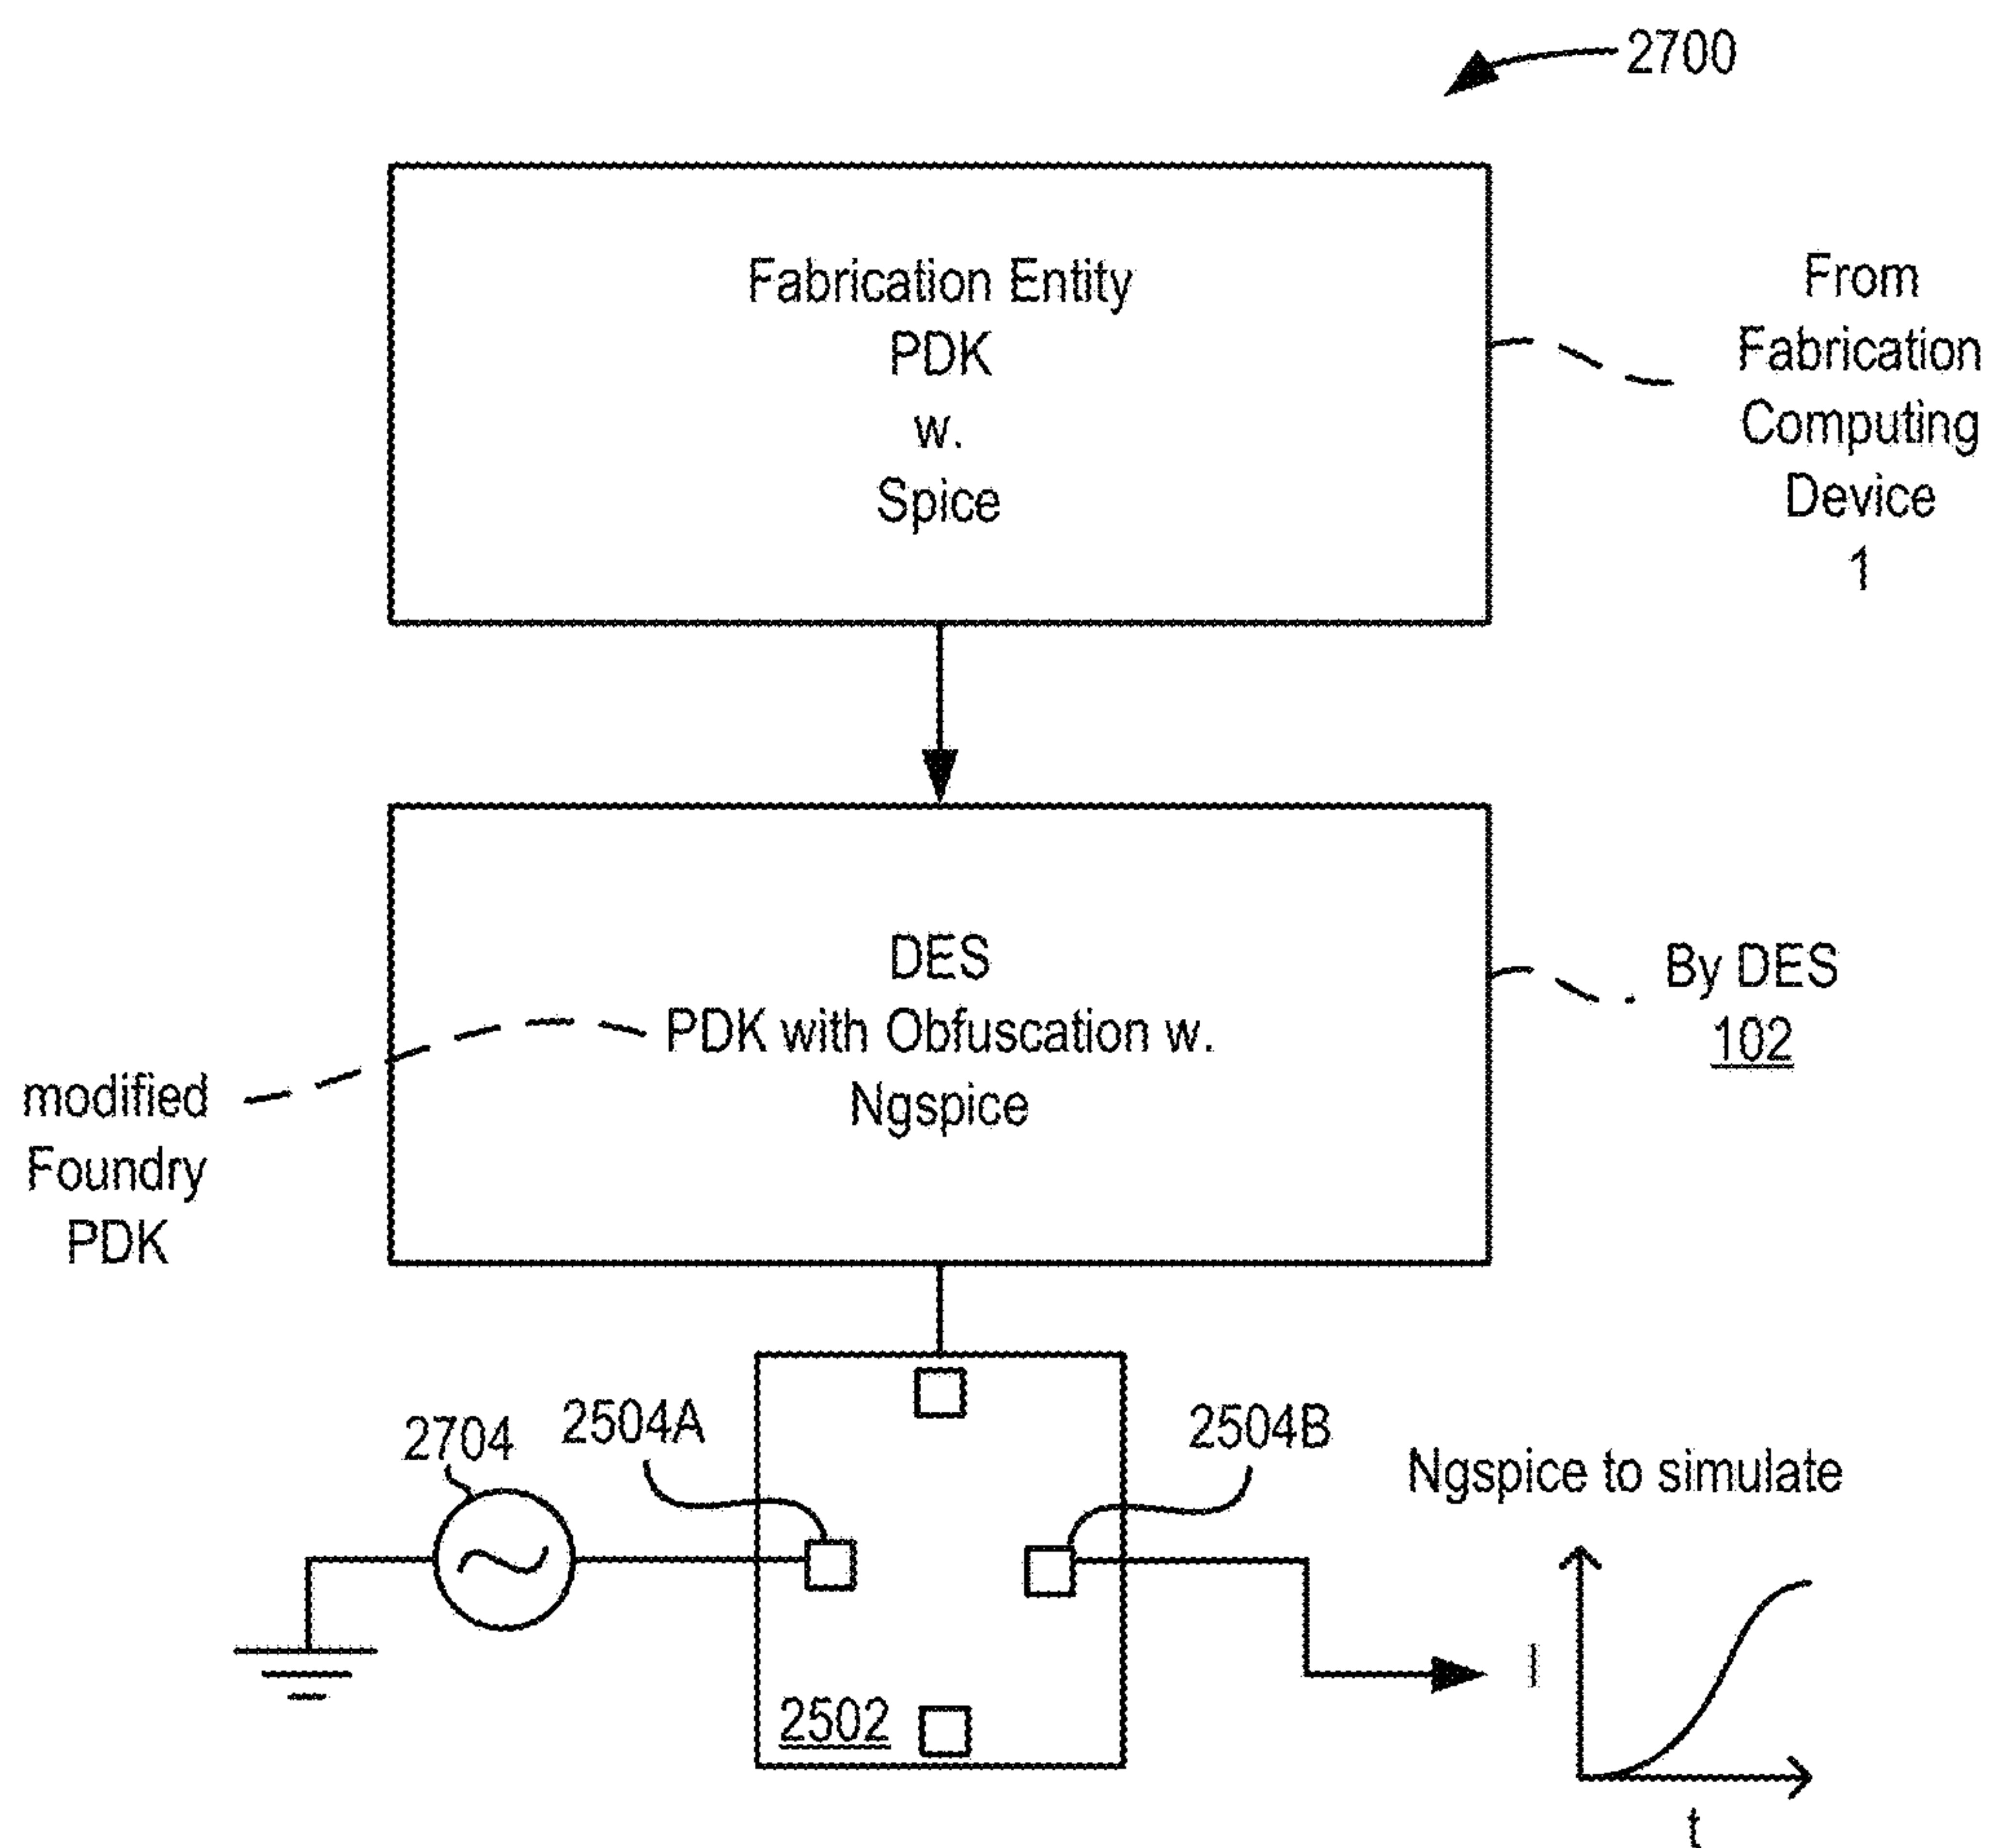 2700
Fabrication Entity
PDK
w.
Spice
From
Fabrication
Computing
Device
1
DES
PDK with Obfuscation w.
Ngspice
By DES
102
modified
Foundry
PDK
2704
2504A
2504B
2502
Ngspice to simulate
I
t